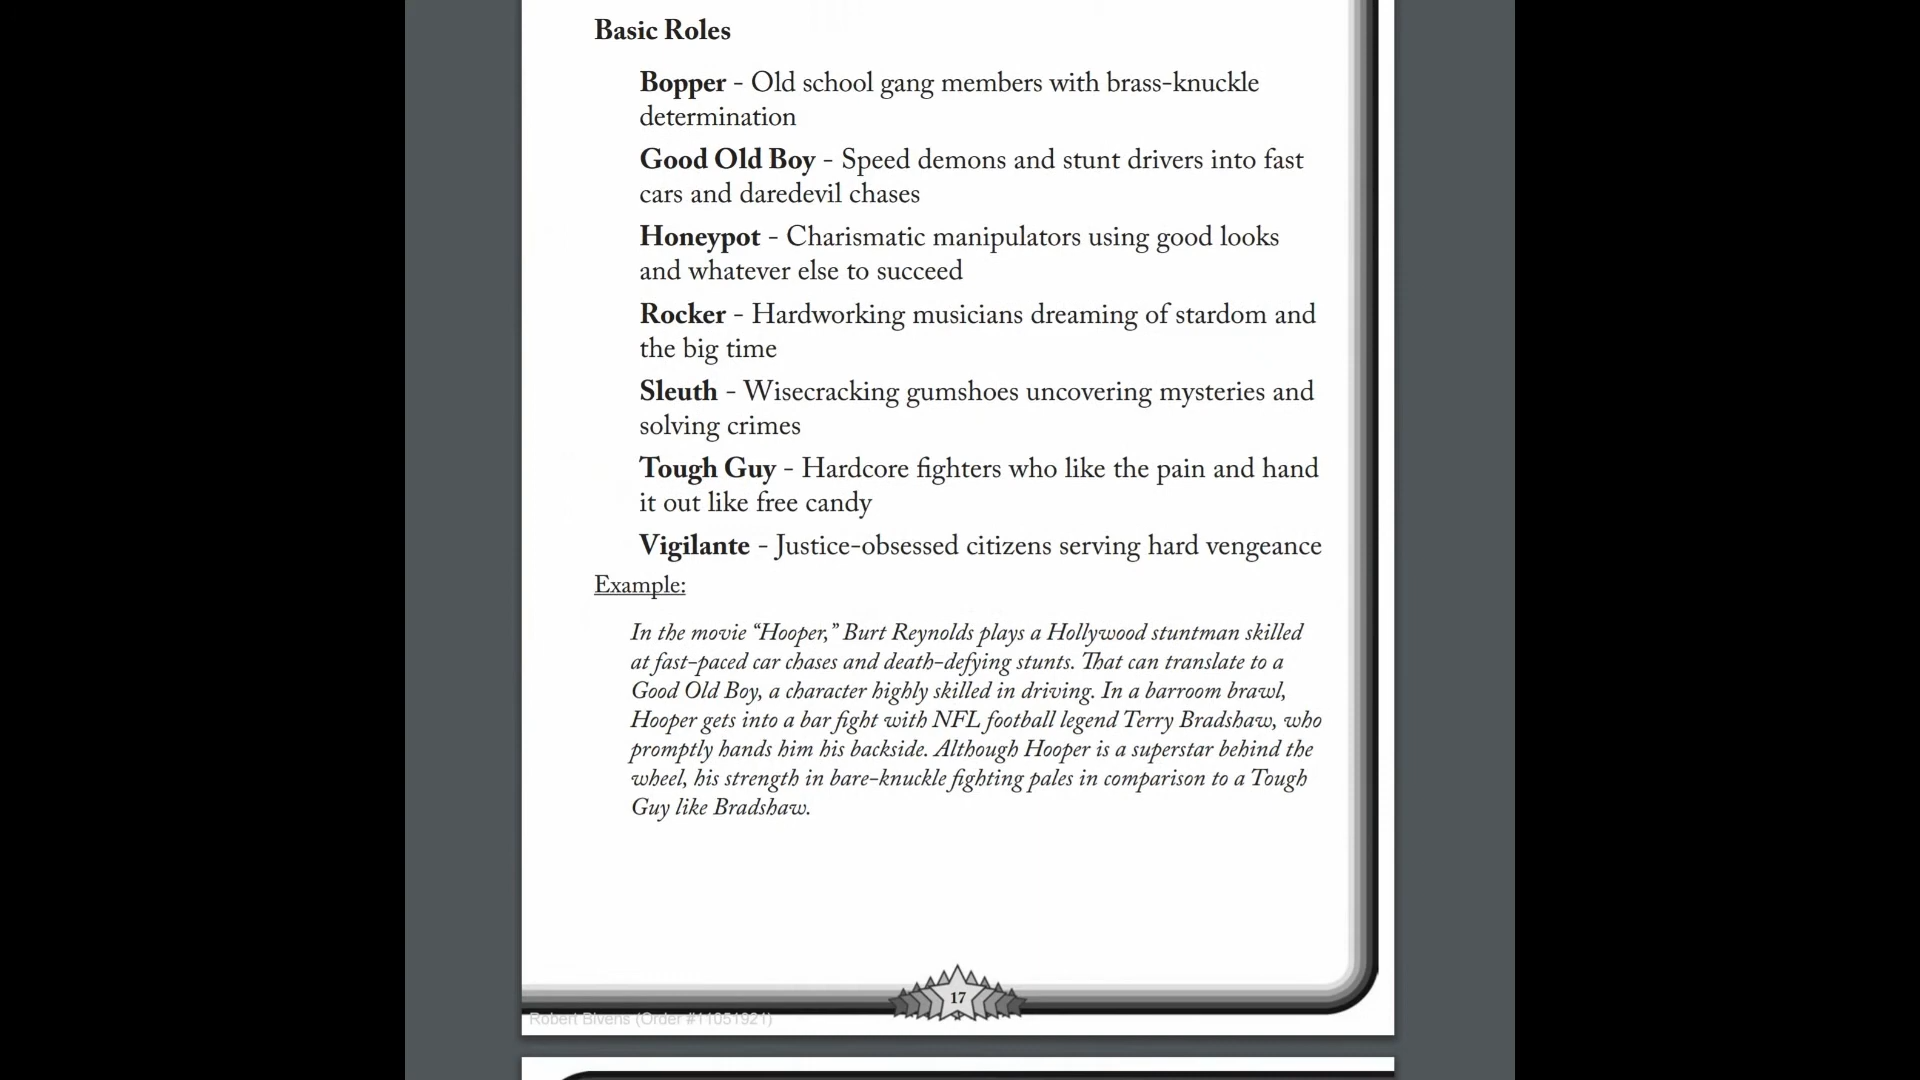 Basic Roles
Bopper - Old school gang members with brass-knuckle
determination
Good Old Boy - Speed demons and stunt drivers into fast
cars and daredevil chases
Honeypot - Charismatic manipulators using good looks
and whatever else to succeed
Rocker - Hardworking musicians dreaming of stardom and
the big time
Sleuth - Wisecracking gumshoes uncovering mysteries and
solving crimes
Tough Guy - Hardcore fighters who like the pain and hand
it out like free candy
Vigilante - Justice-obsessed citizens serving hard vengeance
Example:
In the movie “Hooper,” Burt Reynolds plays a Hollywood stuntman skilled
at fast-paced car chases and death-defying stunts. That can translate to a
Good Old Boy, a character highly skilled in driving. In a barroom brawl,
Hooper gets into a bar fight with NFL football legend Terry Bradshaw, who
promptly hands him his backside. Although Hooper is a superstar behind the
wheel, his strength in bare-knuckle fighting pales in comparison to a Tough
Guy like Bradshaw.
17
Robert Bivens (Order #11051921)